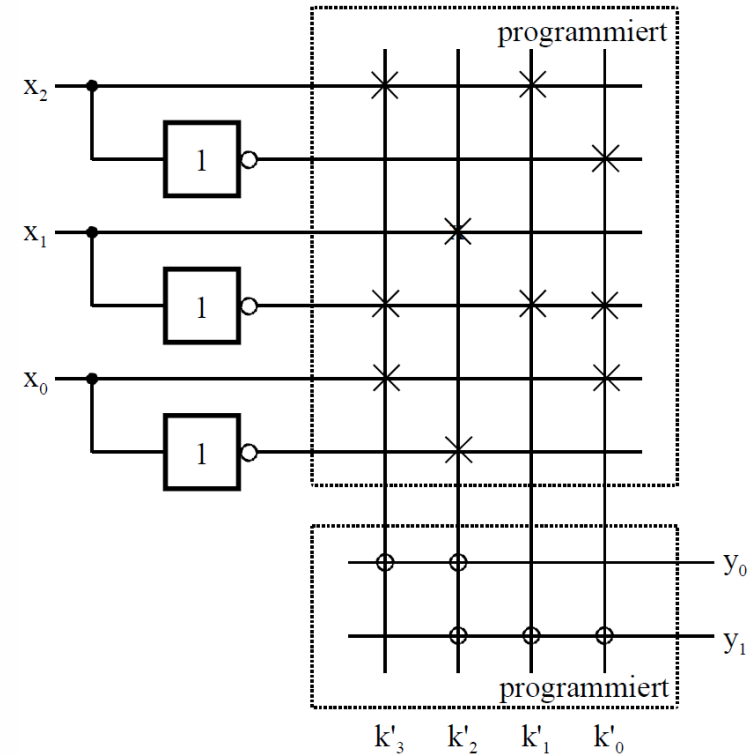 programmiert
x₂
1
x₁
1
x₀
1
y₀
y₁
programmiert
k'₃ k'₂ k'₁ k'₀